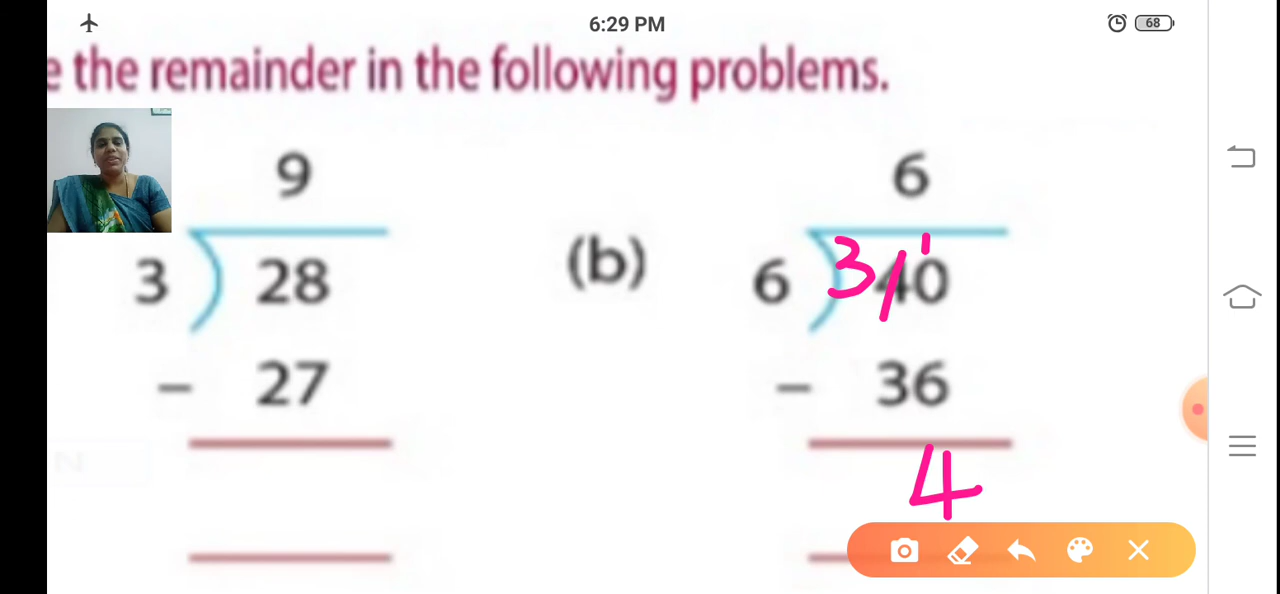 6:29 PM
68
e the remainder in the following problems.
9
3 ) 28
- 27
(b)
6
6 ) 40
3 1
- 36
4